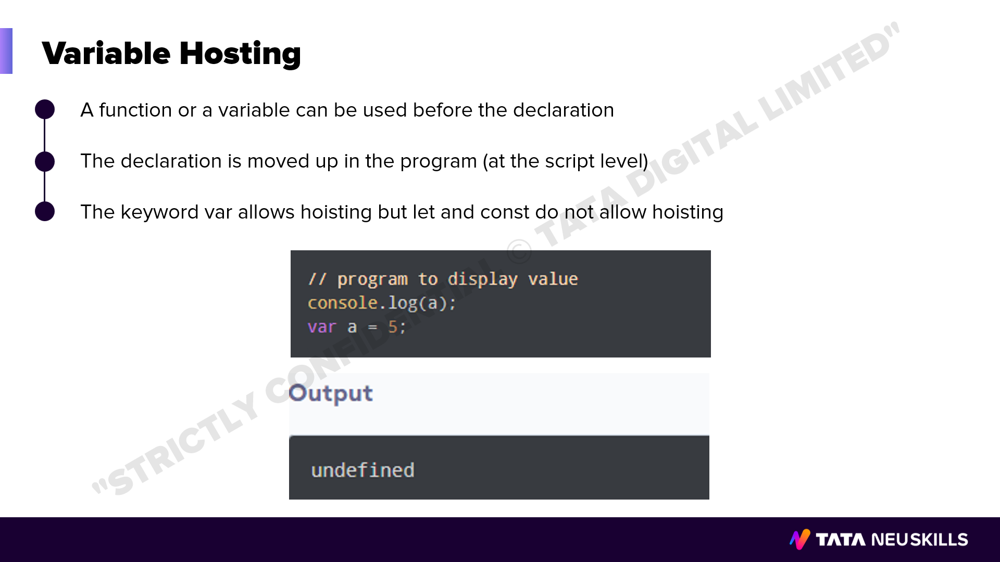 Variable Hosting
A function or a variable can be used before the declaration
The declaration is moved up in the program (at the script level)
The keyword var allows hoisting but let and const do not allow hoisting
// program to display value
console.log(a);
var a = 5;
Output
undefined
"STRICTLY CONFIDENTIAL © TATA DIGITAL LIMITED"
TATA NEUSKILLS